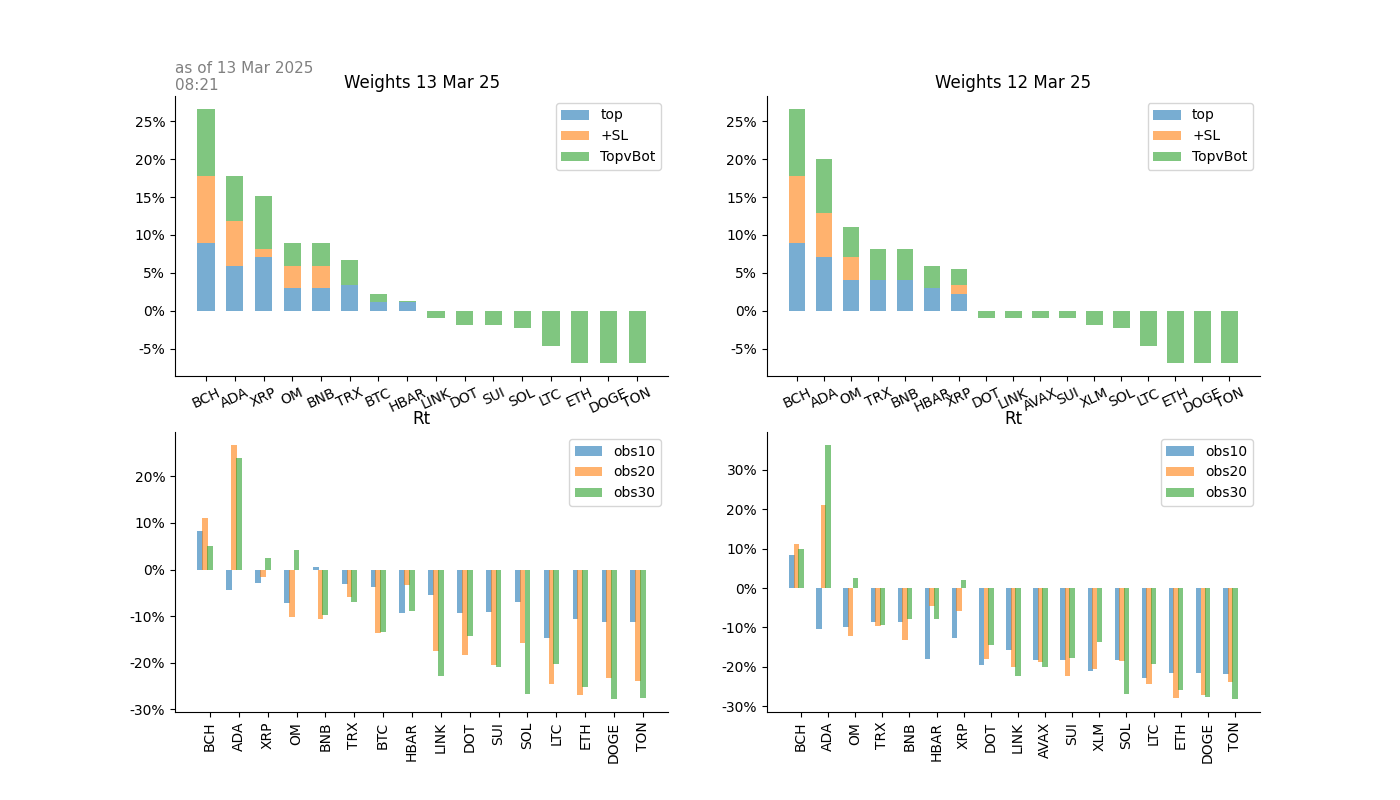 as of 13 Mar 2025
08:21
Weights 13 Mar 25
25%
20%
15%
10%
5%
0%
-5%
top
+SL
TopvBot
BCH ADA XRP OM BNB TRX BTC HBAR LINK DOT SUI SOL LTC ETH DOGE TON
Weights 12 Mar 25
25%
20%
15%
10%
5%
0%
-5%
top
+SL
TopvBot
BCH ADA OM TRX BNB HBAR XRP DOT LINK AVAX SUI XLM SOL LTC ETH DOGE TON
Rt
20%
10%
0%
-10%
-20%
-30%
obs10
obs20
obs30
BCH ADA XRP OM BNB TRX BTC HBAR LINK DOT SUI SOL LTC ETH DOGE TON
Rt
30%
20%
10%
0%
-10%
-20%
-30%
obs10
obs20
obs30
BCH ADA OM TRX BNB HBAR XRP DOT LINK AVAX SUI XLM SOL LTC ETH DOGE TON